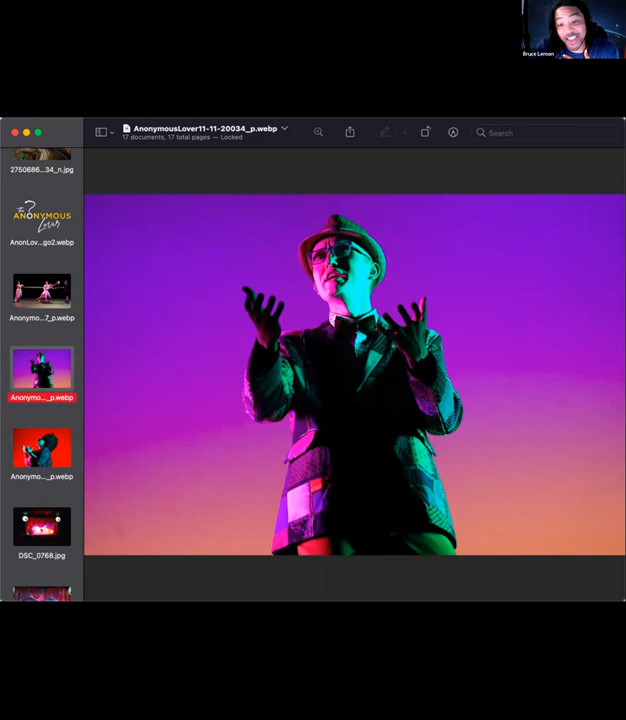 Bruce Lemon
AnonymousLover11-11-20034_p.webp
17 documents, 17 total pages — Locked
Search
2750686...34_n.jpg
The
ANONYMOUS
Lover
AnonLov...go2.webp
Anonymo...7_p.webp
Anonymo..._p.webp
Anonymo..._p.webp
DSC_0768.jpg